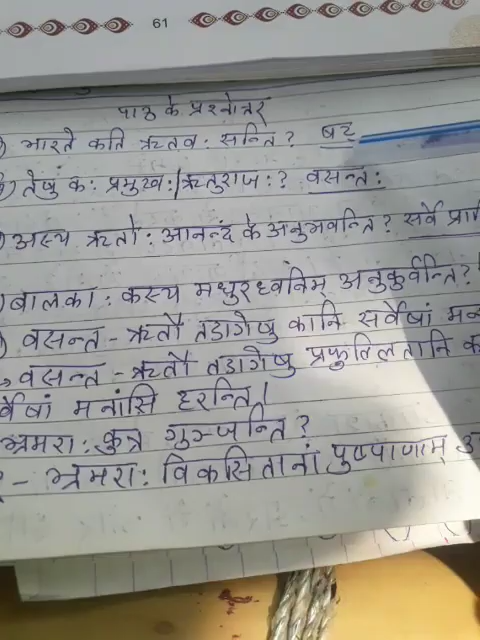 61
पाठ के प्रश्नोत्तर
भारते कति ऋतवः सन्ति? षट्
तेषु कः प्रमुखः/ऋतुराजः? वसन्तः
अस्य ऋतोः आनन्दं के अनुभवन्ति? सर्वे प्रा
बालकाः कस्य मधुरध्वनिम् अनुकुर्वन्ति?
वसन्त-ऋतौ तडागेषु कानि सर्वेषां मन
वसन्त-ऋतौ तडागेषु प्रफुल्लितानि क
र्वेषां मनांसि हरन्ति।
भ्रमराः कुत्र गुञ्जन्ति?
- भ्रमराः विकसितानां पुष्पाणाम् उ